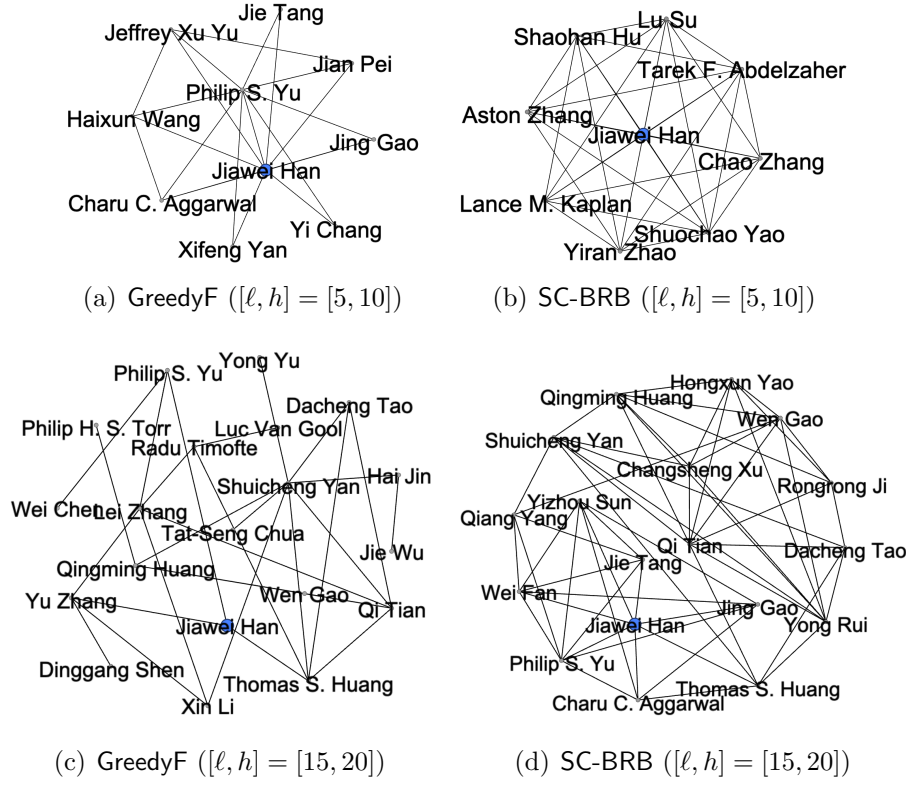 Jie Tang
Jeffrey Xu Yu
Jian Pei
Philip S. Yu
Haixun Wang
Jing Gao
Jiawei Han
Charu C. Aggarwal
Yi Chang
Xifeng Yan
(a) GreedyF ([ℓ, h] = [5, 10])
Lu Su
Shaohan Hu
Tarek F. Abdelzaher
Aston Zhang
Jiawei Han
Chao Zhang
Lance M. Kaplan
Shuochao Yao
Yiran Zhao
(b) SC-BRB ([ℓ, h] = [5, 10])
Yong Yu
Philip S. Yu
Dacheng Tao
Philip H. S. Torr
Luc Van Gool
Radu Timofte
Hai Jin
Shuicheng Yan
Wei Chen
Lei Zhang
Tat-Seng Chua
Jie Wu
Qingming Huang
Wen Gao
Yu Zhang
Qi Tian
Jiawei Han
Dinggang Shen
Thomas S. Huang
Xin Li
(c) GreedyF ([ℓ, h] = [15, 20])
Hongxun Yao
Qingming Huang
Wen Gao
Shuicheng Yan
Changsheng Xu
Rongrong Ji
Yizhou Sun
Qiang Yang
Qi Tian
Dacheng Tao
Jie Tang
Wei Fan
Jing Gao
Jiawei Han
Yong Rui
Philip S. Yu
Thomas S. Huang
Charu C. Aggarwal
(d) SC-BRB ([ℓ, h] = [15, 20])